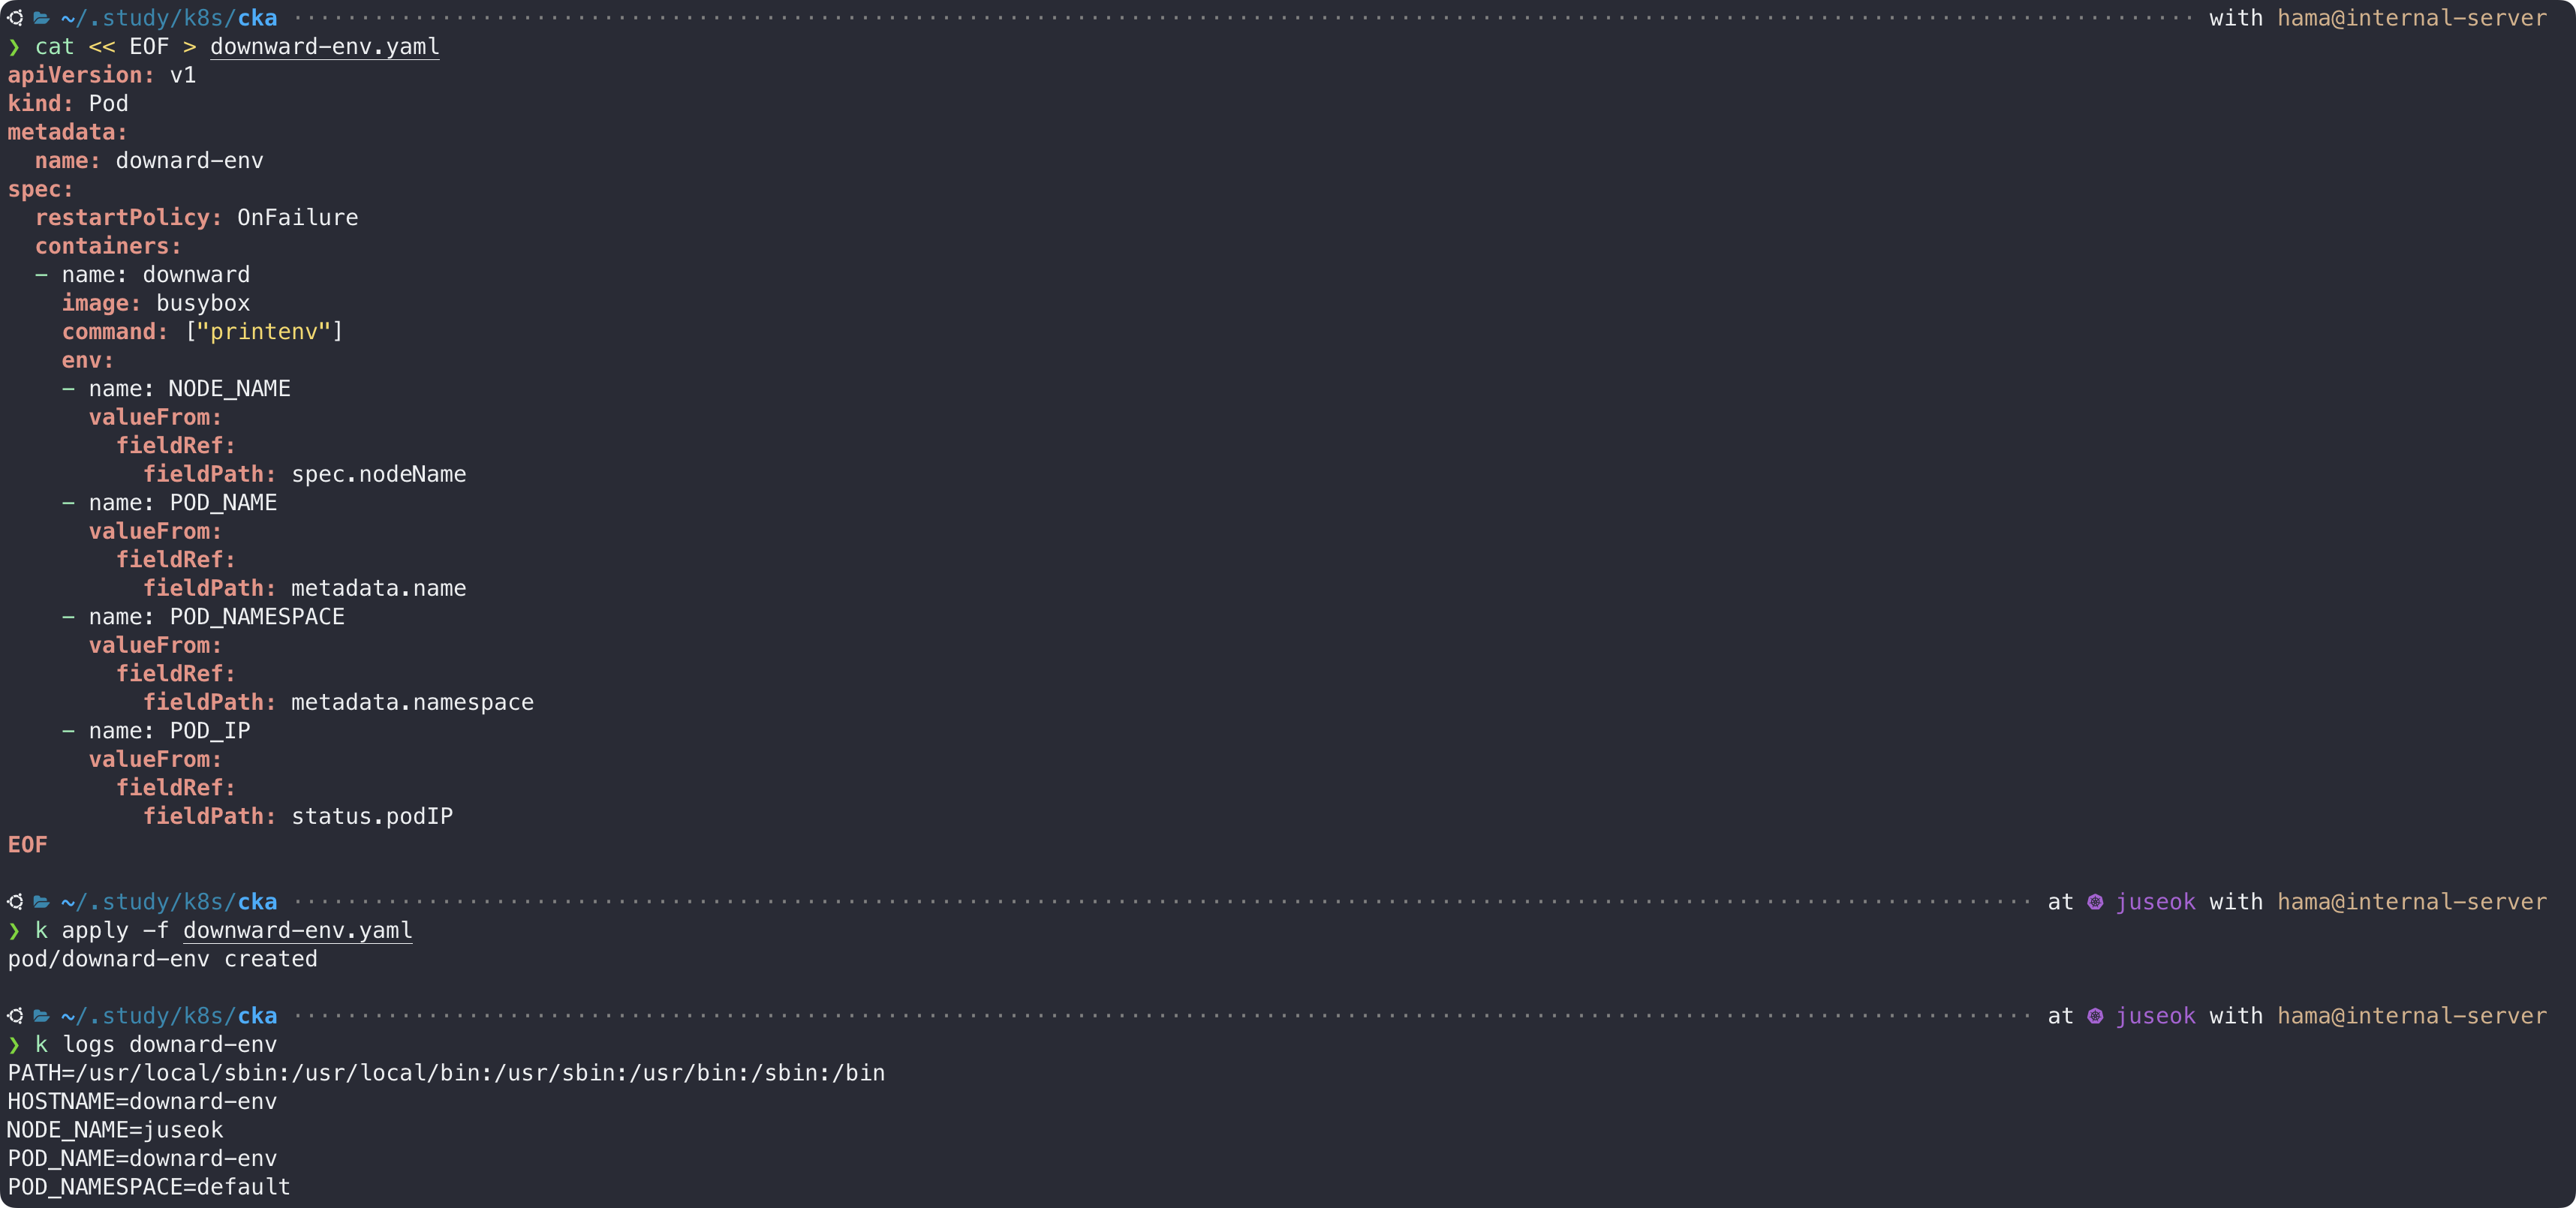 ~/.study/k8s/cka with hama@internal-server
❯ cat << EOF > downward-env.yaml
apiVersion: v1
kind: Pod
metadata:
  name: downard-env
spec:
  restartPolicy: OnFailure
  containers:
  - name: downward
    image: busybox
    command: ["printenv"]
    env:
    - name: NODE_NAME
      valueFrom:
        fieldRef:
          fieldPath: spec.nodeName
    - name: POD_NAME
      valueFrom:
        fieldRef:
          fieldPath: metadata.name
    - name: POD_NAMESPACE
      valueFrom:
        fieldRef:
          fieldPath: metadata.namespace
    - name: POD_IP
      valueFrom:
        fieldRef:
          fieldPath: status.podIP
EOF
~/.study/k8s/cka at juseok with hama@internal-server
❯ k apply -f downward-env.yaml
pod/downard-env created
~/.study/k8s/cka at juseok with hama@internal-server
❯ k logs downard-env
PATH=/usr/local/sbin:/usr/local/bin:/usr/sbin:/usr/bin:/sbin:/bin
HOSTNAME=downard-env
NODE_NAME=juseok
POD_NAME=downard-env
POD_NAMESPACE=default